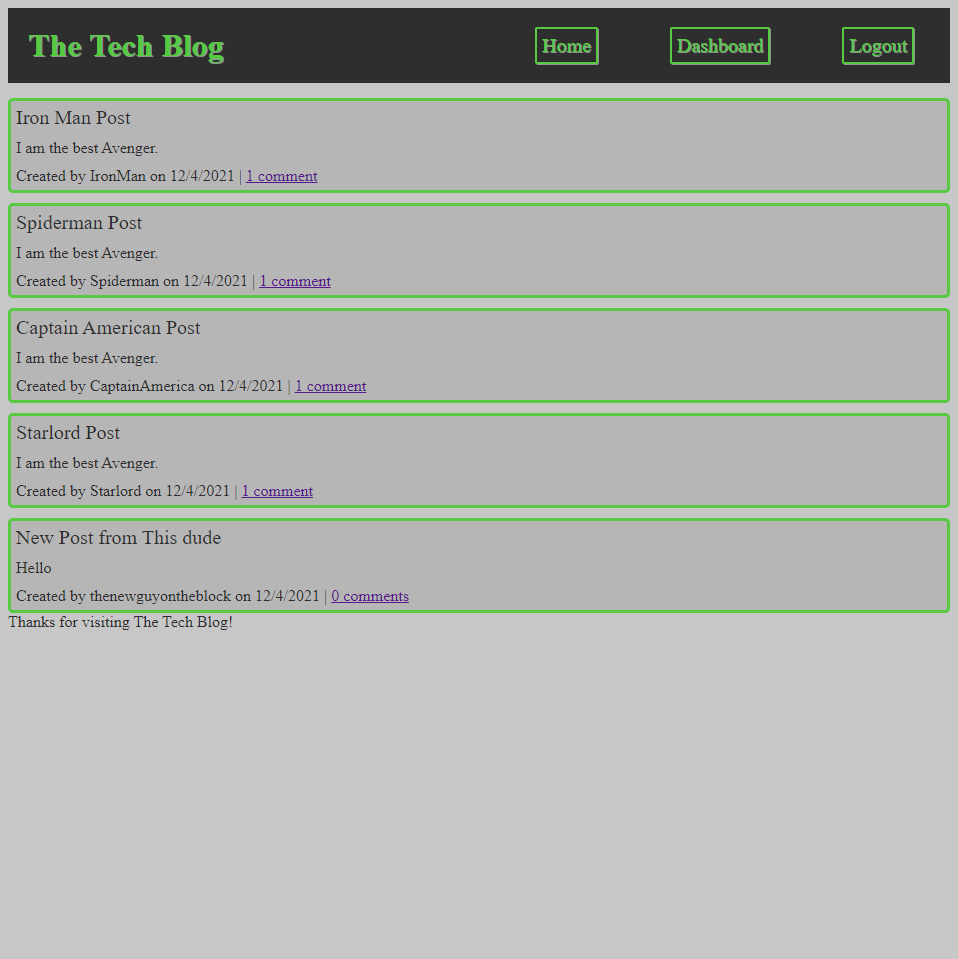 The Tech Blog
Home Dashboard Logout
Iron Man Post
I am the best Avenger.
Created by IronMan on 12/4/2021 | 1 comment
Spiderman Post
I am the best Avenger.
Created by Spiderman on 12/4/2021 | 1 comment
Captain American Post
I am the best Avenger.
Created by CaptainAmerica on 12/4/2021 | 1 comment
Starlord Post
I am the best Avenger.
Created by Starlord on 12/4/2021 | 1 comment
New Post from This dude
Hello
Created by thenewguyontheblock on 12/4/2021 | 0 comments
Thanks for visiting The Tech Blog!